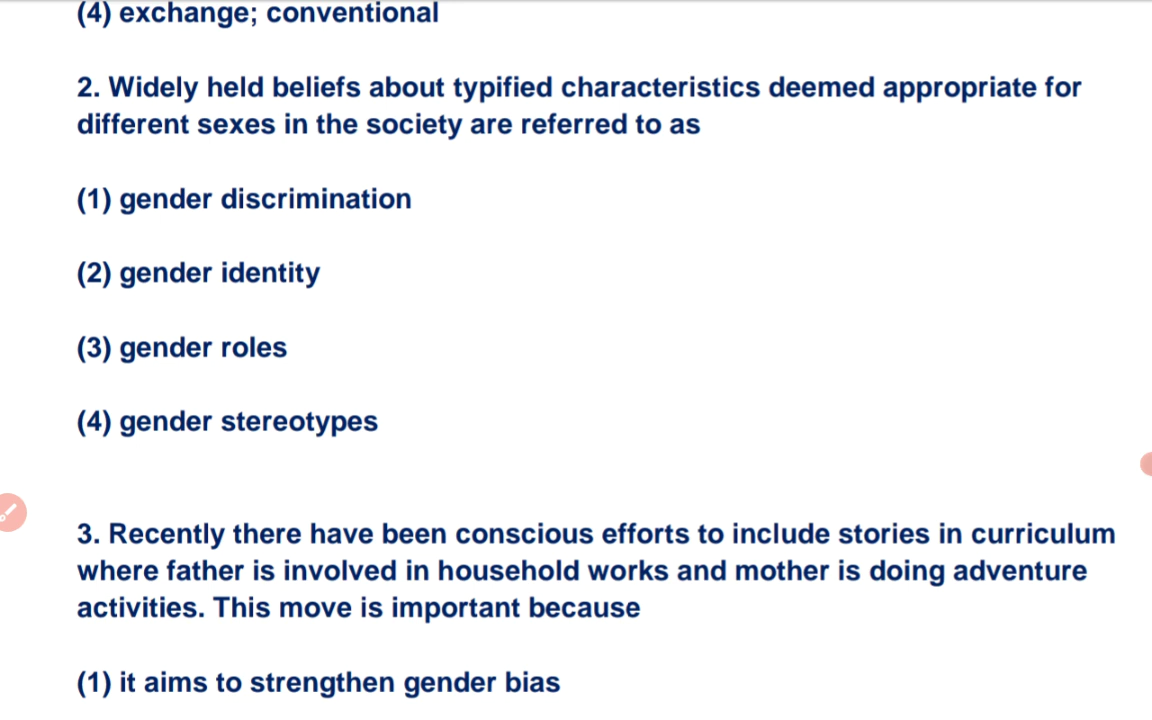 (4) exchange; conventional
2. Widely held beliefs about typified characteristics deemed appropriate for
different sexes in the society are referred to as
(1) gender discrimination
(2) gender identity
(3) gender roles
(4) gender stereotypes
3. Recently there have been conscious efforts to include stories in curriculum
where father is involved in household works and mother is doing adventure
activities. This move is important because
(1) it aims to strengthen gender bias